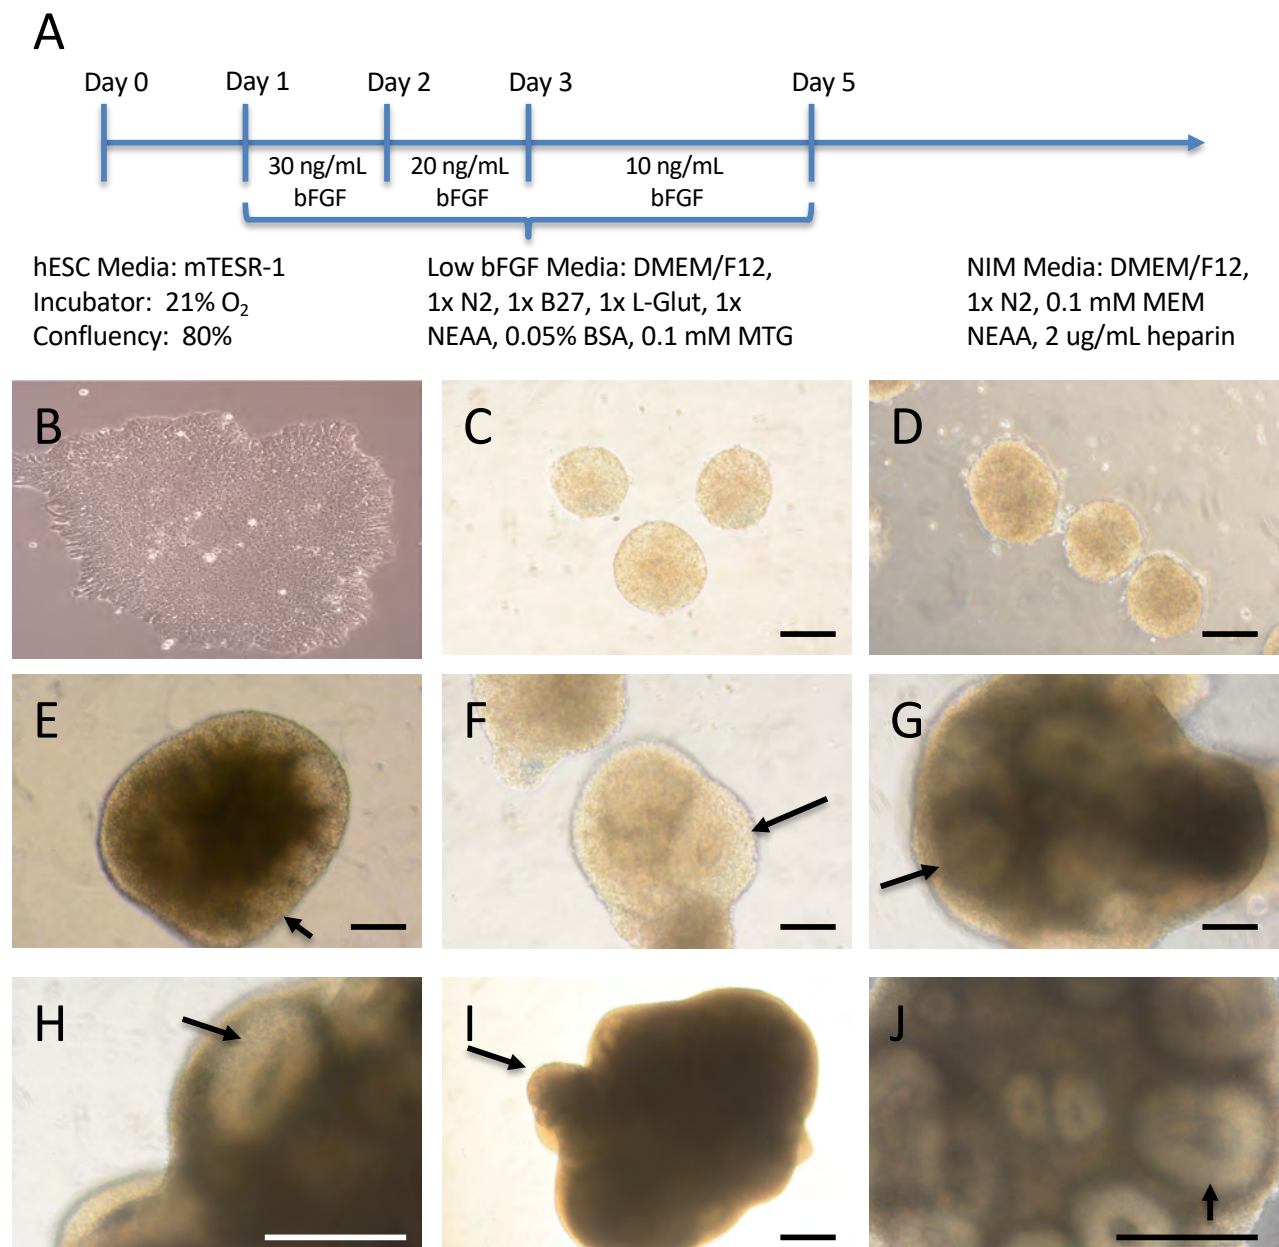 A
Day 0
Day 1
Day 2
Day 3
Day 5
30 ng/mL
bFGF
20 ng/mL
bFGF
10 ng/mL
bFGF
hESC Media: mTESR-1
Incubator: 21% O₂
Confluency: 80%
Low bFGF Media: DMEM/F12,
1x N2, 1x B27, 1x L-Glut, 1x
NEAA, 0.05% BSA, 0.1 mM MTG
NIM Media: DMEM/F12,
1x N2, 0.1 mM MEM
NEAA, 2 ug/mL heparin
B
C
D
E
F
G
H
I
J